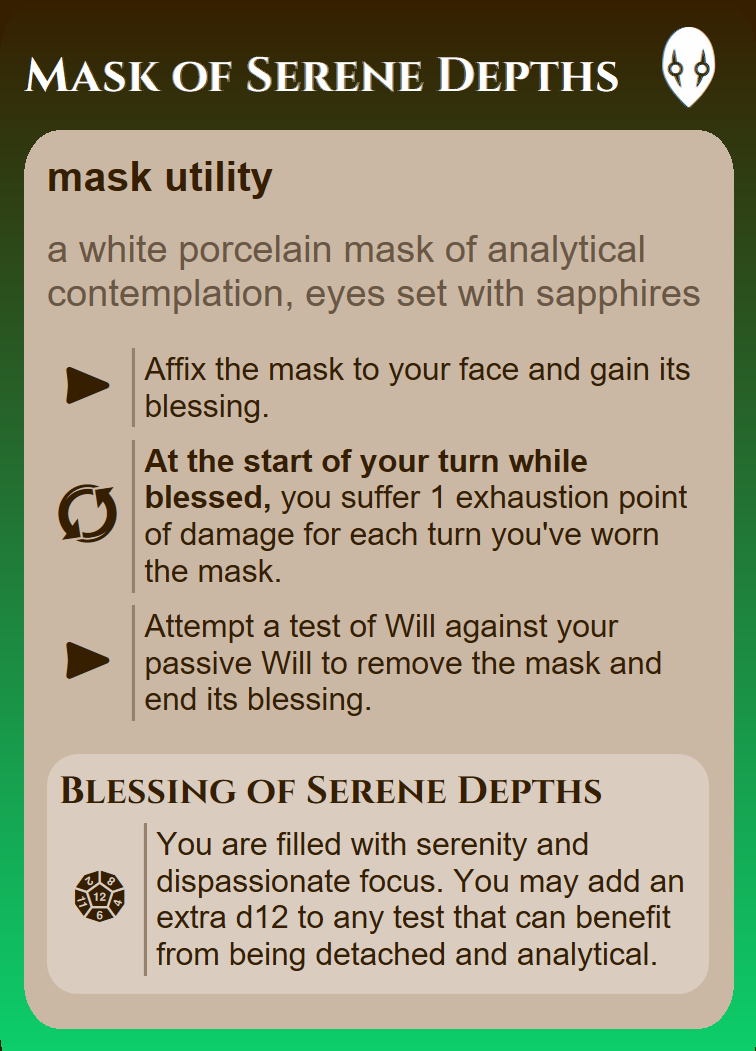 Mask of Serene Depths
mask utility
a white porcelain mask of analytical
contemplation, eyes set with sapphires
Affix the mask to your face and gain its
blessing.
At the start of your turn while
blessed, you suffer 1 exhaustion point
of damage for each turn you've worn
the mask.
Attempt a test of Will against your
passive Will to remove the mask and
end its blessing.
Blessing of Serene Depths
2 8
11 12 4
6
You are filled with serenity and
dispassionate focus. You may add an
extra d12 to any test that can benefit
from being detached and analytical.